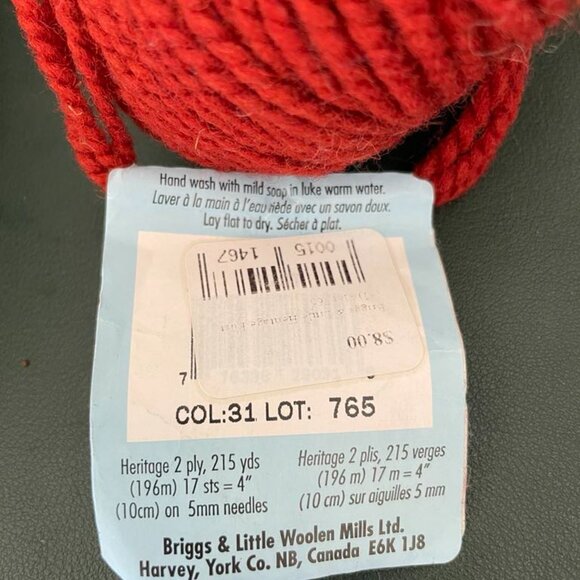 Hand wash with mild soap in luke warm water.
Laver à la main à l'eau tiède avec un savon doux.
Lay flat to dry. Sécher à plat.
0015
1467
$8.00
7
COL:31 LOT: 765
Heritage 2 ply, 215 yds
(196m) 17 sts = 4"
(10cm) on 5mm needles
Heritage 2 plis, 215 verges
(196 m) 17 m = 4"
(10 cm) sur aiguilles 5 mm
Briggs & Little Woolen Mills Ltd.
Harvey, York Co. NB, Canada E6K 1J8